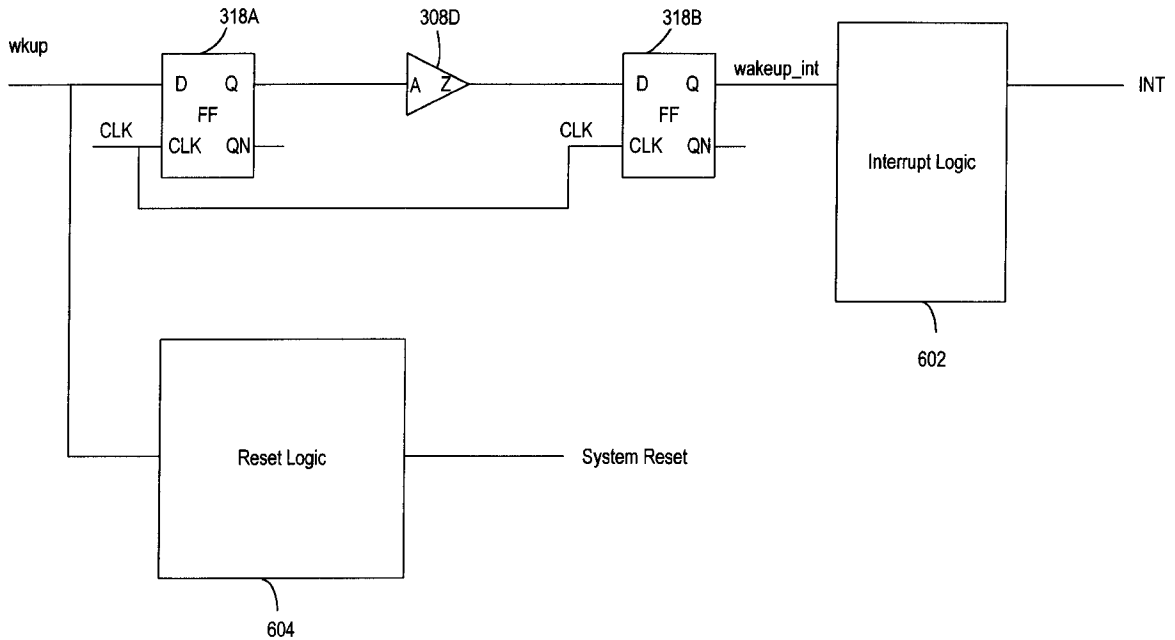 318A
308D
318B
wkup
D Q
A Z
D Q
wakeup_int
INT
FF
FF
CLK
CLK QN
CLK
CLK QN
Interrupt Logic
602
Reset Logic
System Reset
604